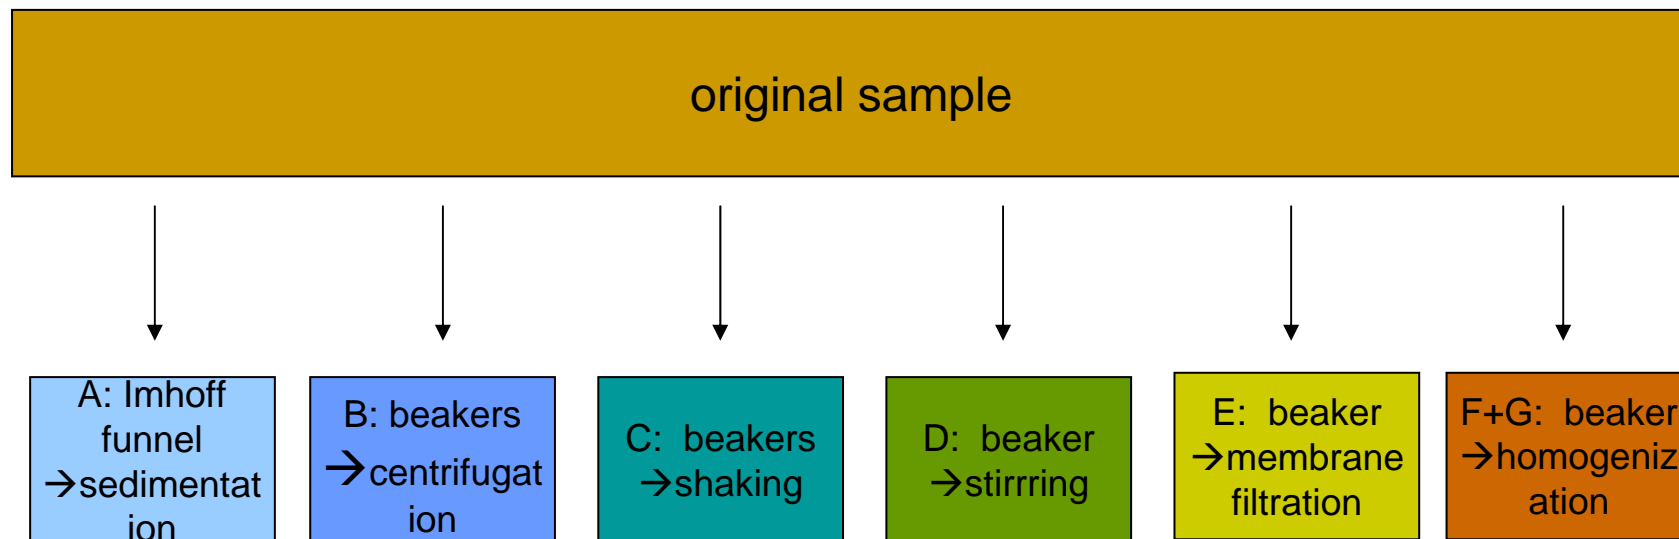 original sample
A: Imhoff
funnel
→sedimentat
ion
B: beakers
→centrifugat
ion
C:  beakers
→shaking
D:  beaker
→stirrring
E:  beaker
→membrane
filtration
F+G:  beaker
→homogeniz
ation